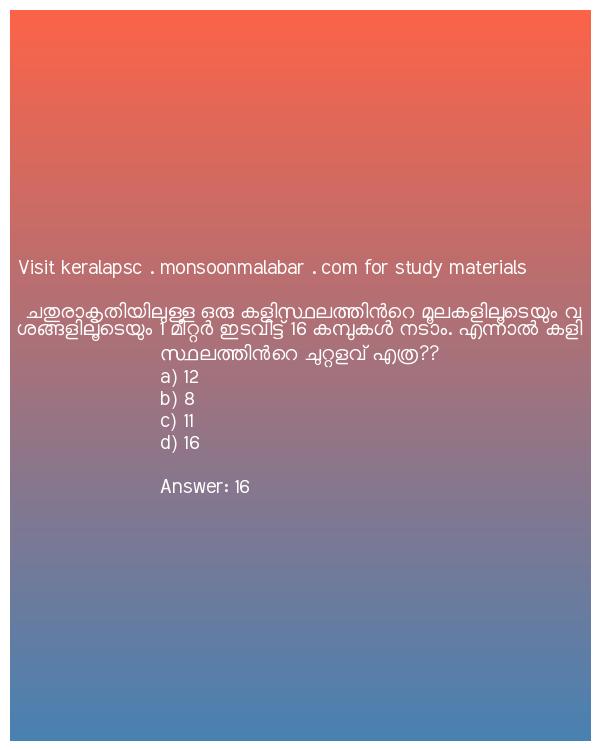 Visit keralapsc . monsoonmalabar . com for study materials
ചതുരാകൃതിയിലുള്ള ഒരു കളിസ്ഥലത്തിൻറെ മൂലകളിലൂടെയും വ
ശങ്ങളിലൂടെയും 1 മീറ്റർ ഇടവിട്ട് 16 കമ്പുകൾ നടാം. എന്നാൽ കളി
സ്ഥലത്തിൻറെ ചുറ്റളവ് എത്ര??
a) 12
b) 8
c) 11
d) 16
Answer: 16